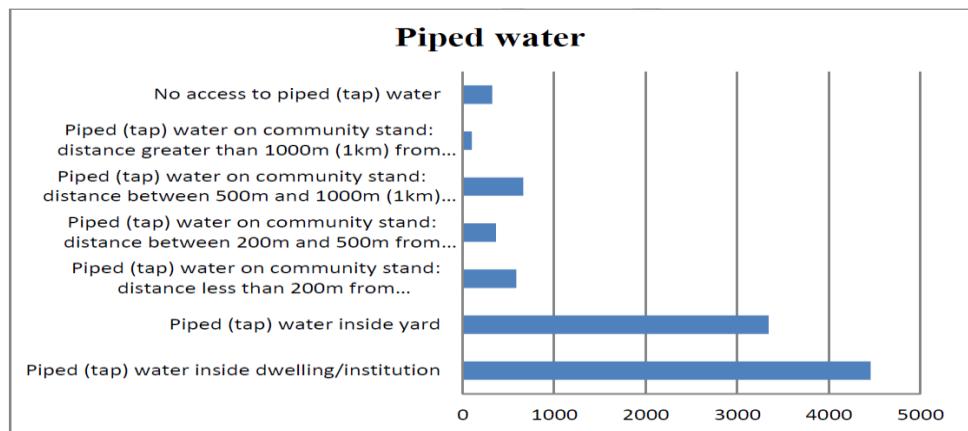 Piped water
No access to piped (tap) water
Piped (tap) water on community stand:
distance greater than 1000m (1km) from...
Piped (tap) water on community stand:
distance between 500m and 1000m (1km)...
Piped (tap) water on community stand:
distance between 200m and 500m from...
Piped (tap) water on community stand:
distance less than 200m from...
Piped (tap) water inside yard
Piped (tap) water inside dwelling/institution
0 1000 2000 3000 4000 5000